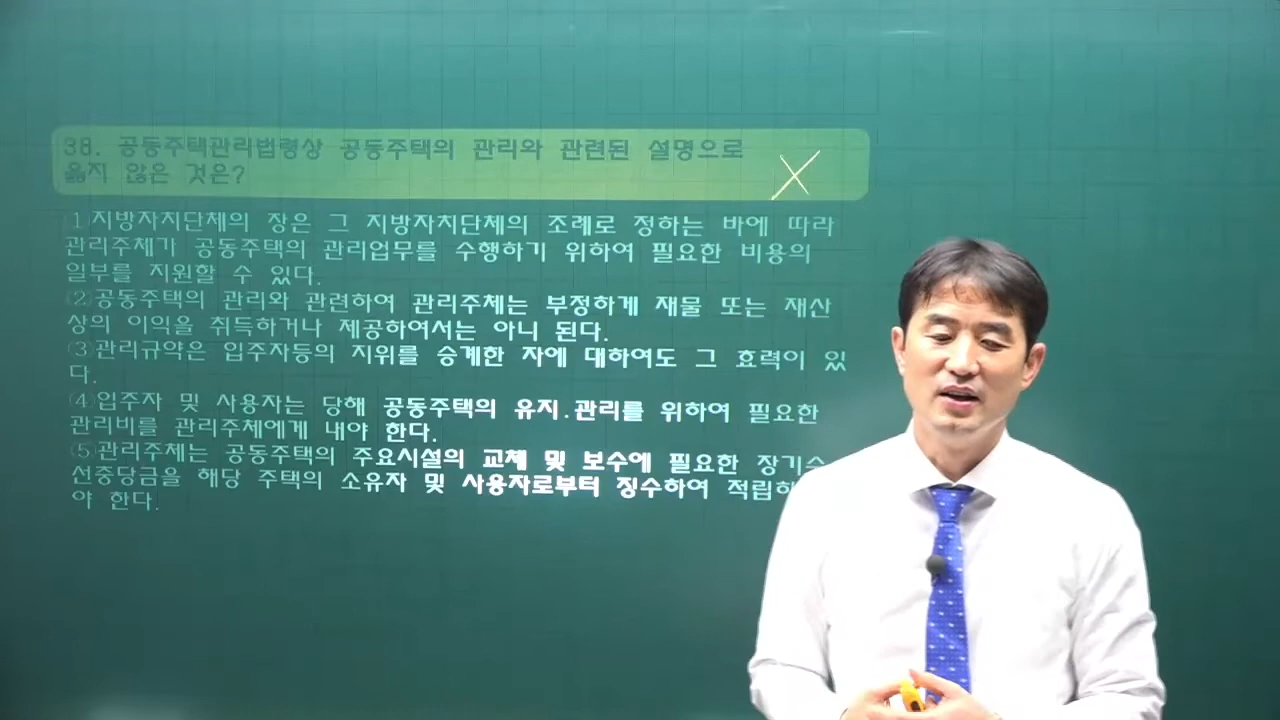 38. 공동주택관리법령상 공동주택의 관리와 관련된 설명으로
옳지 않은 것은?
(1)지방자치단체의 장은 그 지방자치단체의 조례로 정하는 바에 따라
관리주체가 공동주택의 관리업무를 수행하기 위하여 필요한 비용의
일부를 지원할 수 있다.
(2)공동주택의 관리와 관련하여 관리주체는 부정하게 재물 또는 재산
상의 이익을 취득하거나 제공하여서는 아니 된다.
(3)관리규약은 입주자등의 지위를 승계한 자에 대하여도 그 효력이 있
다.
(4)입주자 및 사용자는 당해 공동주택의 유지.관리를 위하여 필요한
관리비를 관리주체에게 내야 한다.
(5)관리주체는 공동주택의 주요시설의 교체 및 보수에 필요한 장기수
선충당금을 해당 주택의 소유자 및 사용자로부터 징수하여 적립하
야 한다.